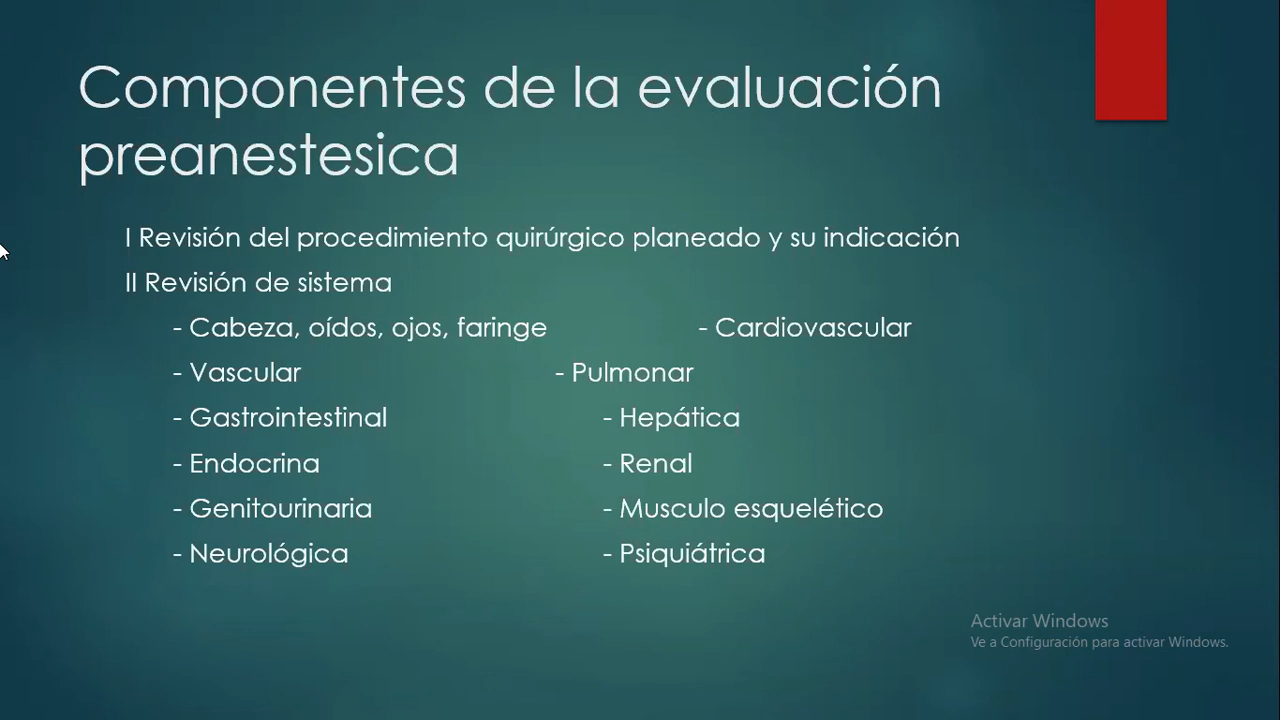 Componentes de la evaluación
preanestesica
I Revisión del procedimiento quirúrgico planeado y su indicación
II Revisión de sistema
- Cabeza, oídos, ojos, faringe - Cardiovascular
- Vascular - Pulmonar
- Gastrointestinal - Hepática
- Endocrina - Renal
- Genitourinaria - Musculo esquelético
- Neurológica - Psiquiátrica
Activar Windows
Ve a Configuración para activar Windows.